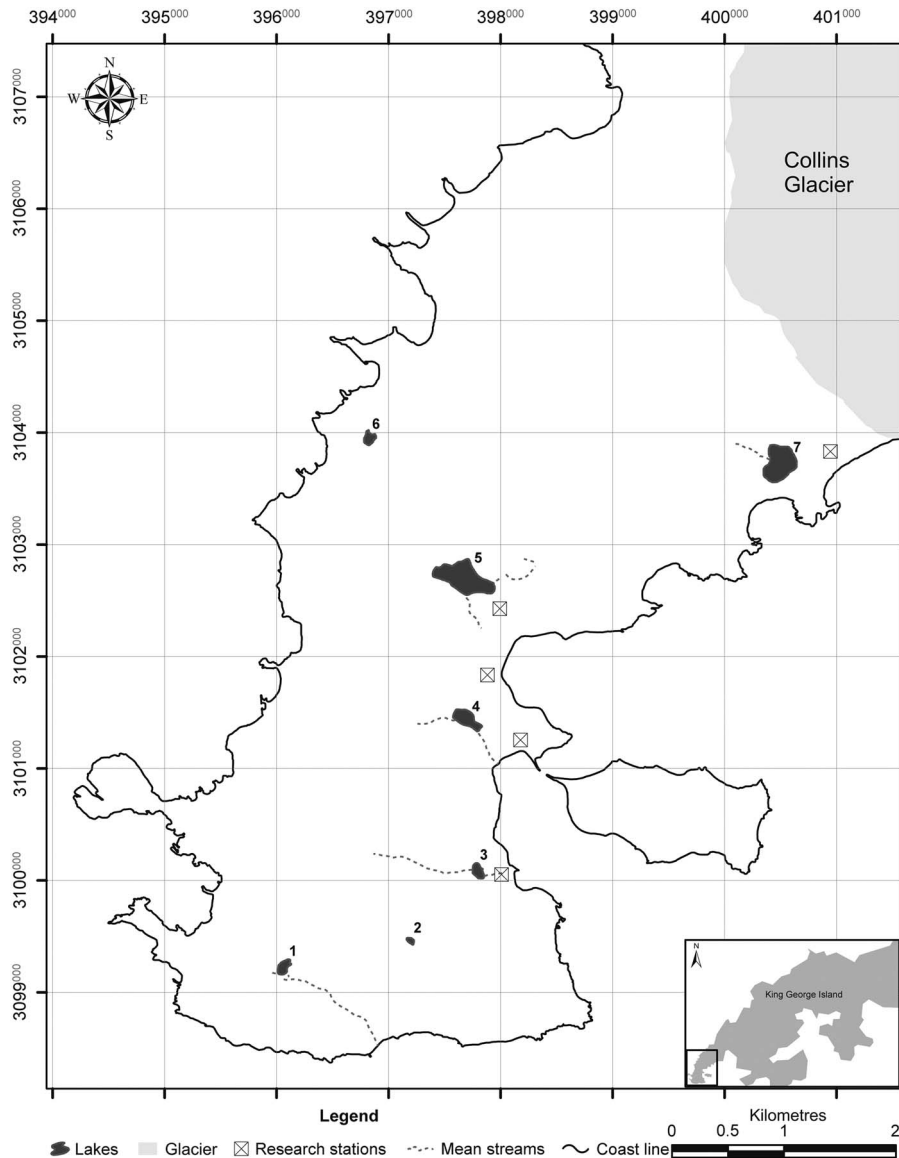 394000 395000 396000 397000 398000 399000 400000 401000
3107000
3106000
3105000
3104000
3103000
3102000
3101000
3100000
3099000
N
W E
S
Collins
Glacier
6
7
5
4
3
2
1
N
King George Island
Legend
Lakes Glacier Research stations Mean streams Coast line
Kilometres
0 0.5 1 2